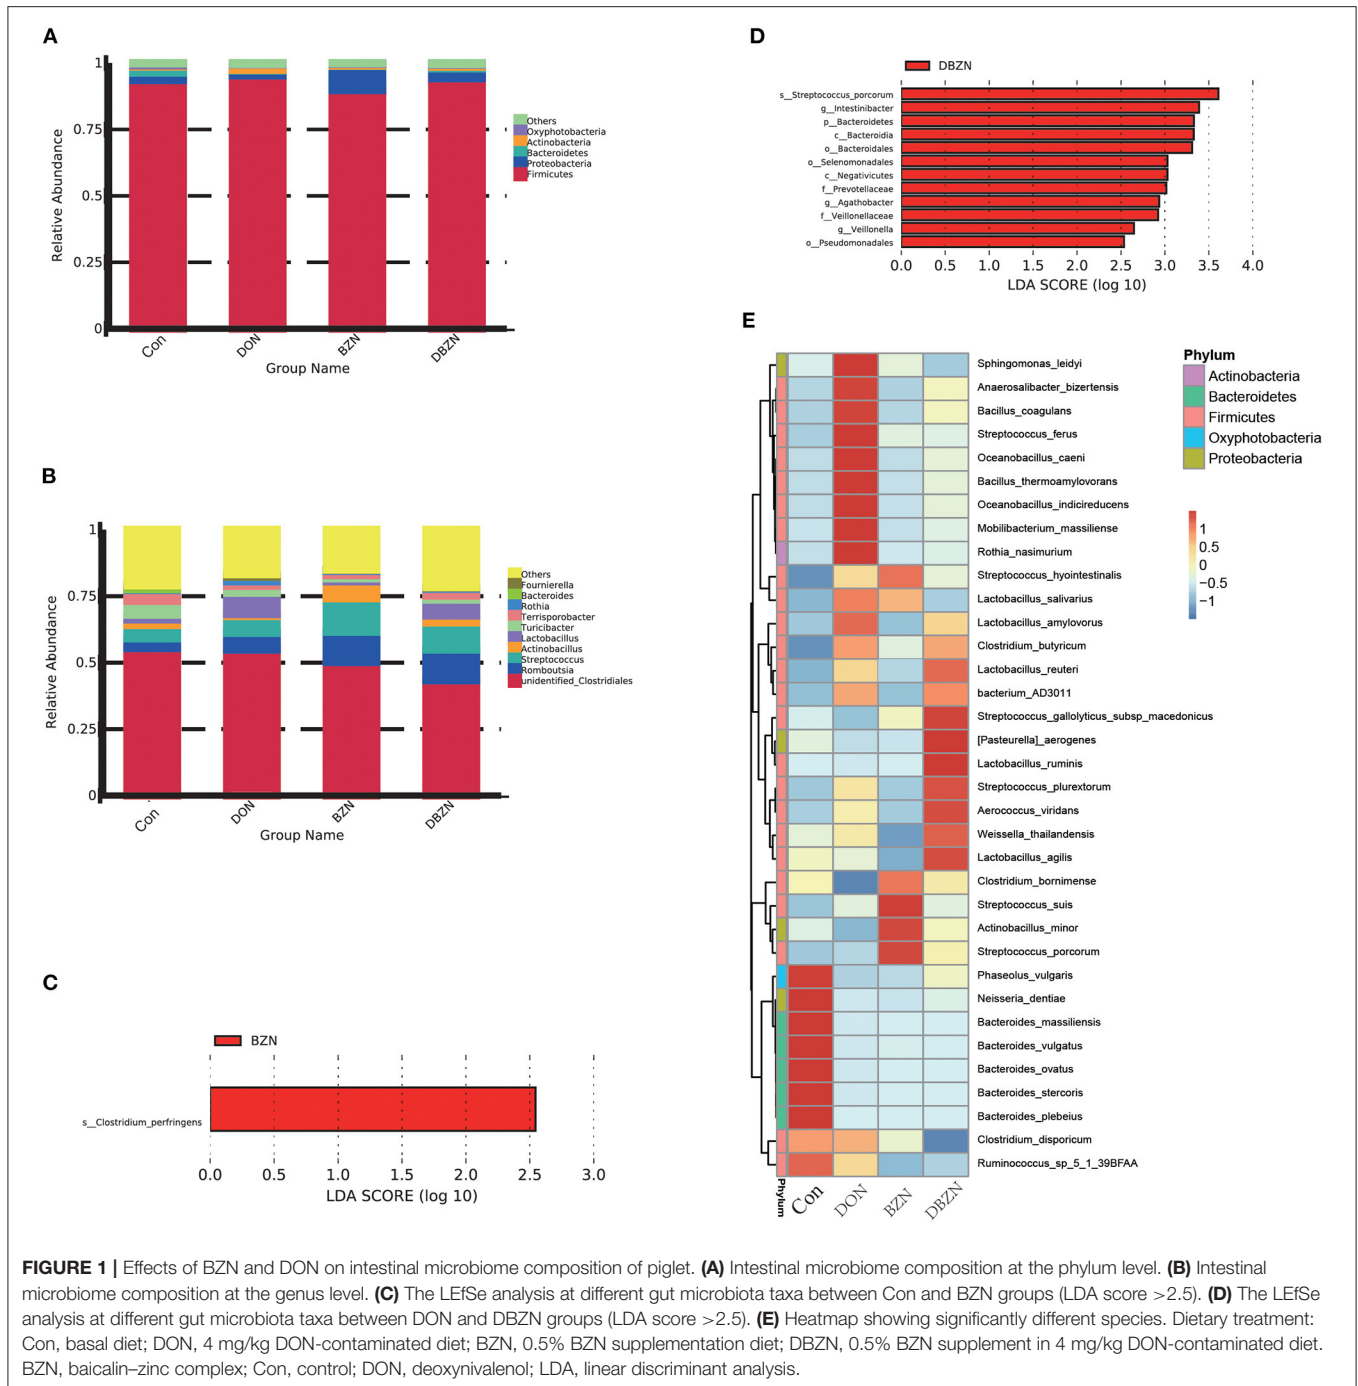 A
1
0.75
0.5
0.25
0
Relative Abundance
Con
DON
BZN
DBZN
Group Name
Others
Oxyphotobacteria
Actinobacteria
Bacteroidetes
Proteobacteria
Firmicutes
B
1
0.75
0.5
0.25
0
Relative Abundance
Con
DON
BZN
DBZN
Group Name
Others
Fournierella
Bacteroides
Rothia
Terrisporobacter
Turicibacter
Lactobacillus
Actinobacillus
Streptococcus
Romboutsia
unidentified_Clostridiales
C
BZN
s__Clostridium_perfringens
0.0 0.5 1.0 1.5 2.0 2.5 3.0
LDA SCORE (log 10)
D
DBZN
s__Streptococcus_porcorum
g__Intestinibacter
p__Bacteroidetes
c__Bacteroidia
o__Bacteroidales
o__Selenomonadales
c__Negativicutes
f__Prevotellaceae
g__Agathobacter
f__Veillonellaceae
g__Veillonella
o__Pseudomonadales
0.0 0.5 1.0 1.5 2.0 2.5 3.0 3.5 4.0
LDA SCORE (log 10)
E
Sphingomonas_leidyi
Anaerosalibacter_bizertensis
Bacillus_coagulans
Streptococcus_ferus
Oceanobacillus_caeni
Bacillus_thermoamylovorans
Oceanobacillus_indicireducens
Mobilibacterium_massiliense
Rothia_nasimurium
Streptococcus_hyointestinalis
Lactobacillus_salivarius
Lactobacillus_amylovorus
Clostridium_butyricum
Lactobacillus_reuteri
bacterium_AD3011
Streptococcus_gallolyticus_subsp_macedonicus
[Pasteurella]_aerogenes
Lactobacillus_ruminis
Streptococcus_plurextorum
Aerococcus_viridans
Weissella_thailandensis
Lactobacillus_agilis
Clostridium_bornimense
Streptococcus_suis
Actinobacillus_minor
Streptococcus_porcorum
Phaseolus_vulgaris
Neisseria_dentiae
Bacteroides_massiliensis
Bacteroides_vulgatus
Bacteroides_ovatus
Bacteroides_stercoris
Bacteroides_plebeius
Clostridium_disporicum
Ruminococcus_sp_5_1_39BFAA
Phylum
Con
DON
BZN
DBZN
Phylum
Actinobacteria
Bacteroidetes
Firmicutes
Oxyphotobacteria
Proteobacteria
1
0.5
0
−0.5
−1
FIGURE 1 | Effects of BZN and DON on intestinal microbiome composition of piglet. (A) Intestinal microbiome composition at the phylum level. (B) Intestinal
microbiome composition at the genus level. (C) The LEfSe analysis at different gut microbiota taxa between Con and BZN groups (LDA score >2.5). (D) The LEfSe
analysis at different gut microbiota taxa between DON and DBZN groups (LDA score >2.5). (E) Heatmap showing significantly different species. Dietary treatment:
Con, basal diet; DON, 4 mg/kg DON-contaminated diet; BZN, 0.5% BZN supplementation diet; DBZN, 0.5% BZN supplement in 4 mg/kg DON-contaminated diet.
BZN, baicalin–zinc complex; Con, control; DON, deoxynivalenol; LDA, linear discriminant analysis.